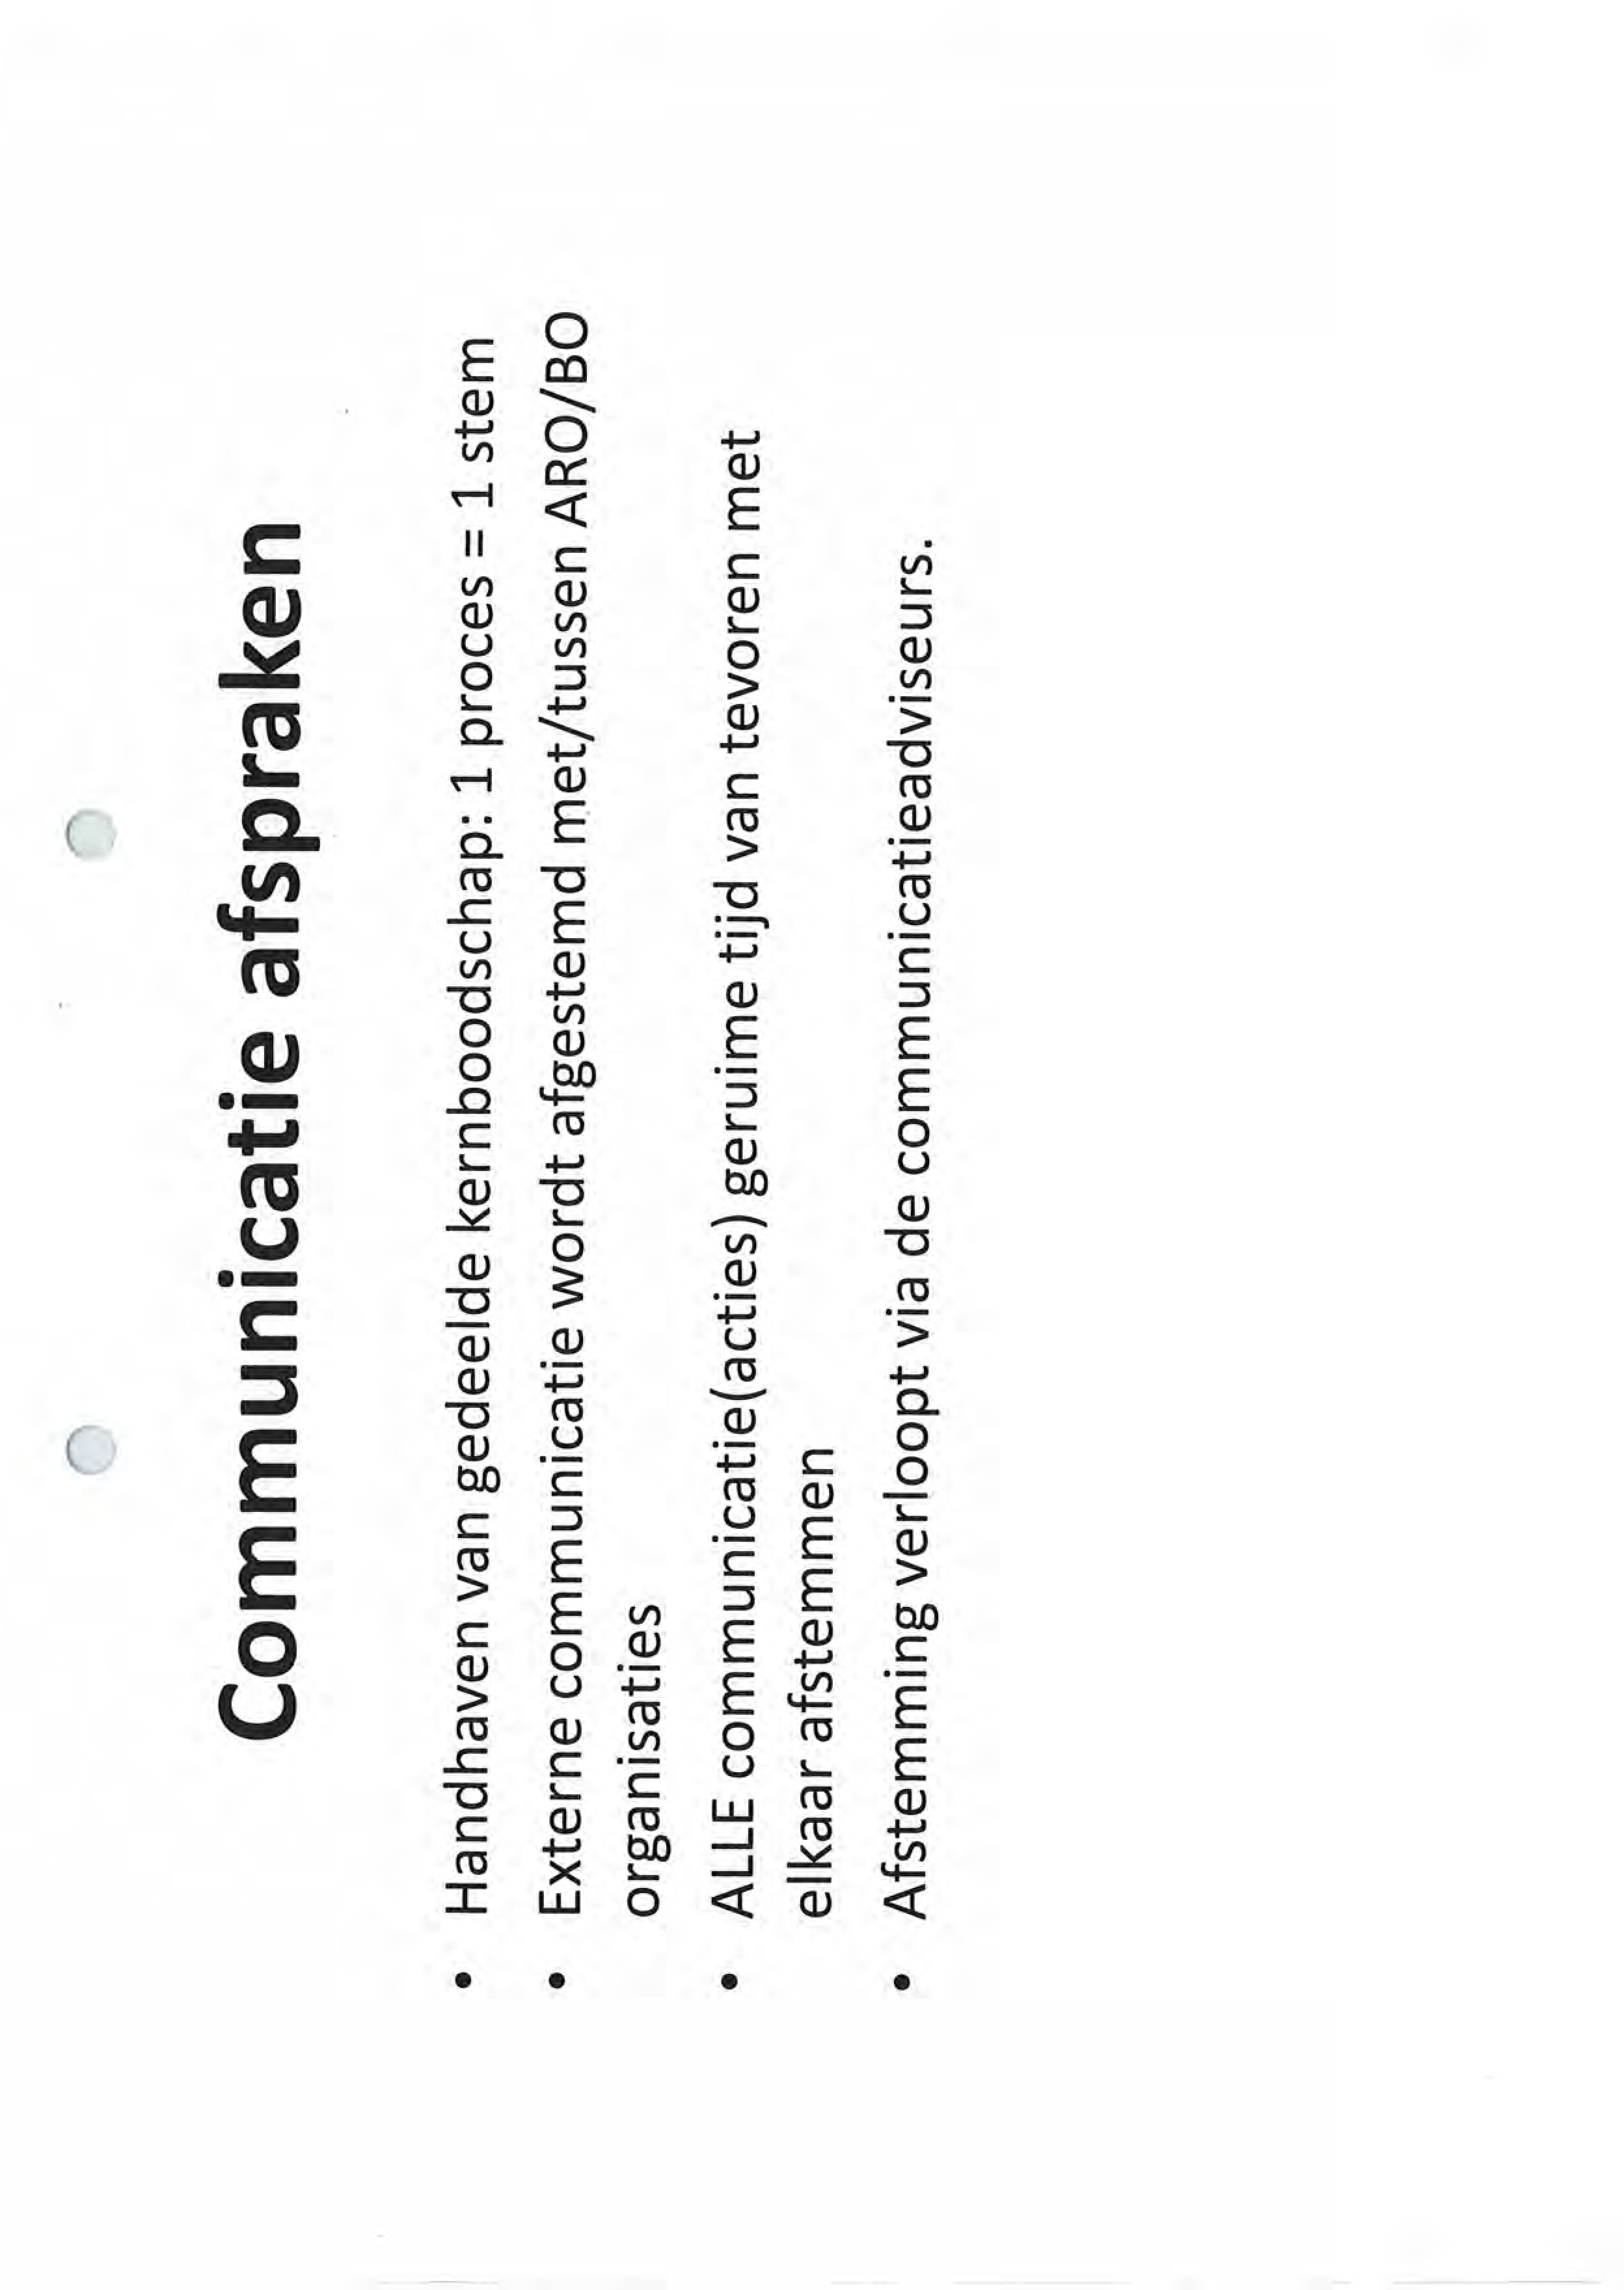 Communicatie afspraken
• Handhaven van gedeelde kernboodschap: 1 proces = 1 stem
• Externe communicatie wordt afgestemd met/tussen ARO/BO
organisaties
• ALLE communicatie(acties) geruime tijd van tevoren met
elkaar afstemmen
• Afstemming verloopt via de communicatieadviseurs.